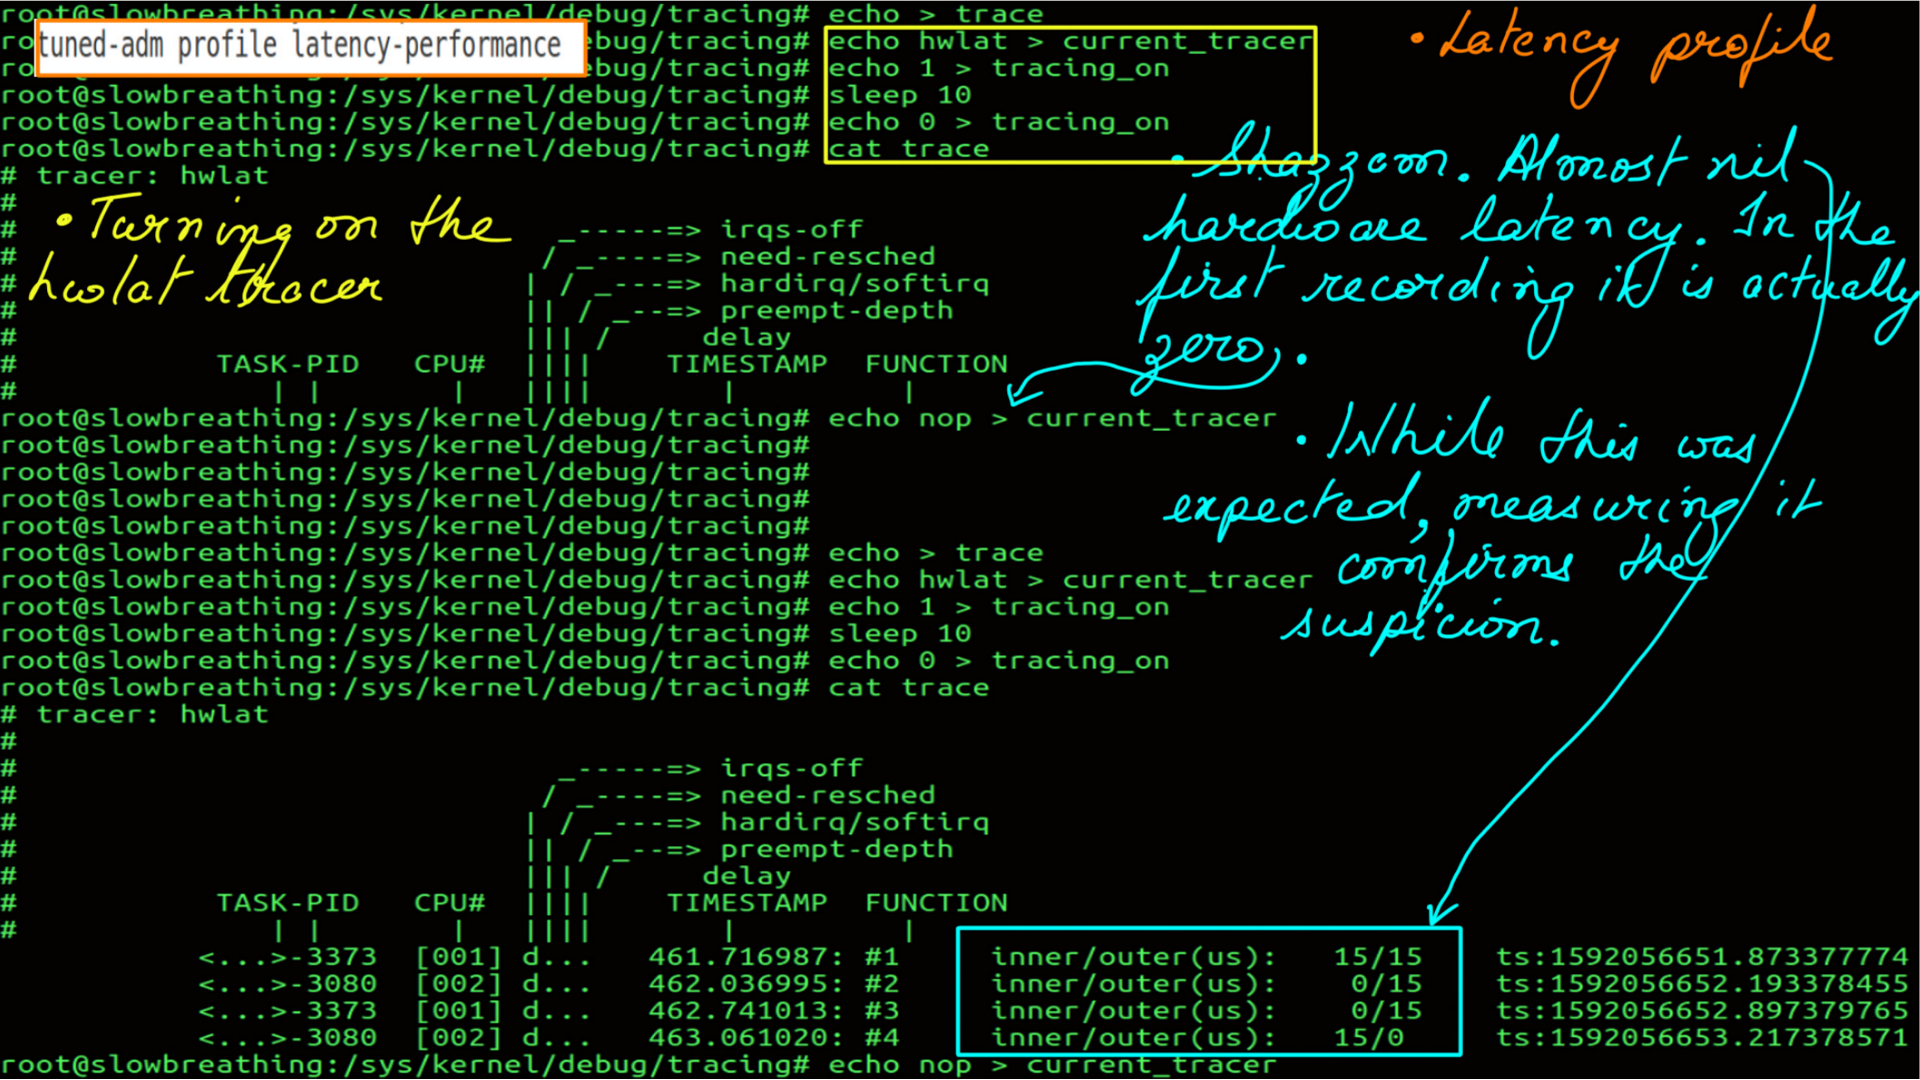 root@slowbreathing:/sys/kernel/debug/tracing# echo > trace
tuned-adm profile latency-performance
ro bug/tracing# echo hwlat > current_tracer
ro bug/tracing# echo 1 > tracing_on
root@slowbreathing:/sys/kernel/debug/tracing# sleep 10
root@slowbreathing:/sys/kernel/debug/tracing# echo 0 > tracing_on
root@slowbreathing:/sys/kernel/debug/tracing# cat trace
# tracer: hwlat
#
#                              _-----=> irqs-off
#                             / _----=> need-resched
#                            | / _---=> hardirq/softirq
#                            || / _--=> preempt-depth
#                            ||| /     delay
#           TASK-PID   CPU#  ||||    TIMESTAMP  FUNCTION
#              | |       |   ||||       |         |
• Turning on the
hwlat ttracer
• Latency profile
• Shazzam. Almost nil
hardware latency. In the
first recording it is actually
zero.
root@slowbreathing:/sys/kernel/debug/tracing# echo nop > current_tracer
root@slowbreathing:/sys/kernel/debug/tracing#
root@slowbreathing:/sys/kernel/debug/tracing#
root@slowbreathing:/sys/kernel/debug/tracing#
root@slowbreathing:/sys/kernel/debug/tracing#
root@slowbreathing:/sys/kernel/debug/tracing# echo > trace
root@slowbreathing:/sys/kernel/debug/tracing# echo hwlat > current_tracer
root@slowbreathing:/sys/kernel/debug/tracing# echo 1 > tracing_on
root@slowbreathing:/sys/kernel/debug/tracing# sleep 10
root@slowbreathing:/sys/kernel/debug/tracing# echo 0 > tracing_on
root@slowbreathing:/sys/kernel/debug/tracing# cat trace
• While this was
expected, measuring it
comfirms the
suspicion.
# tracer: hwlat
#
#                              _-----=> irqs-off
#                             / _----=> need-resched
#                            | / _---=> hardirq/softirq
#                            || / _--=> preempt-depth
#                            ||| /     delay
#           TASK-PID   CPU#  ||||    TIMESTAMP  FUNCTION
#              | |       |   ||||       |         |
<...>-3373 [001] d... 461.716987: #1 inner/outer(us): 15/15 ts:1592056651.873377774
<...>-3080 [002] d... 462.036995: #2 inner/outer(us): 0/15 ts:1592056652.193378455
<...>-3373 [001] d... 462.741013: #3 inner/outer(us): 0/15 ts:1592056652.897379765
<...>-3080 [002] d... 463.061020: #4 inner/outer(us): 15/0 ts:1592056653.217378571
root@slowbreathing:/sys/kernel/debug/tracing# echo nop > current_tracer